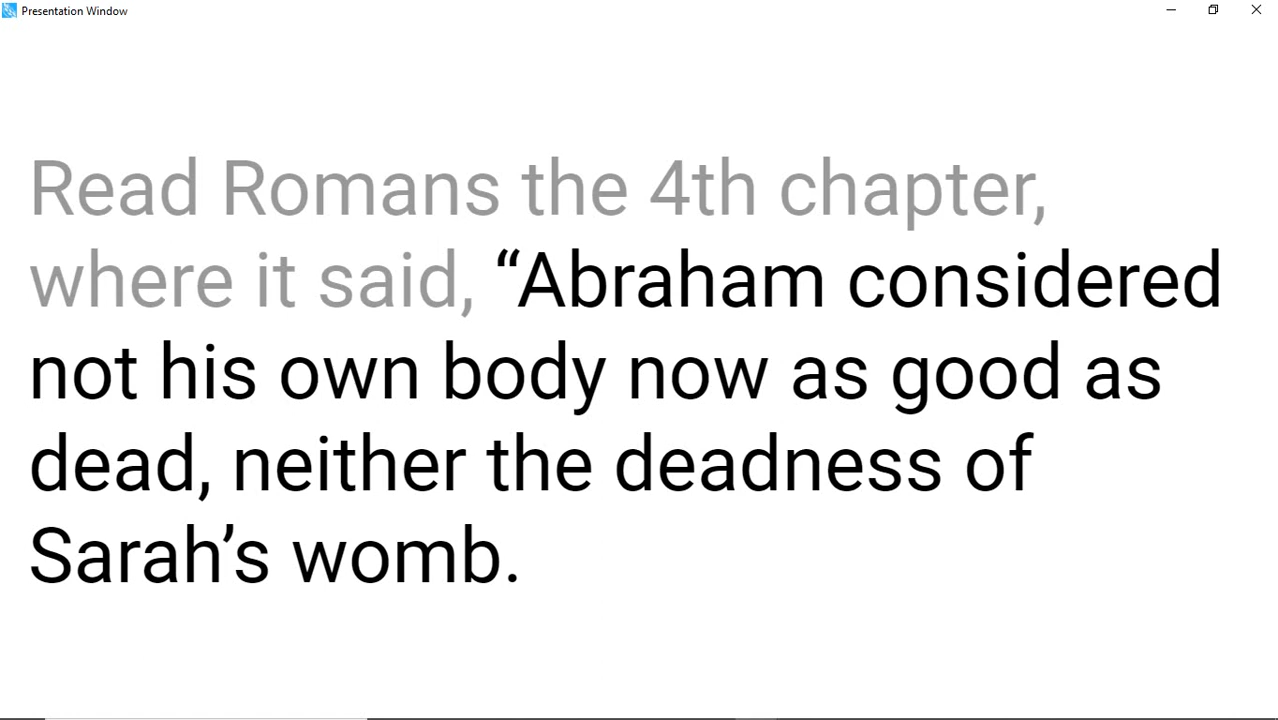 Presentation Window
Read Romans the 4th chapter,
where it said, “Abraham considered
not his own body now as good as
dead, neither the deadness of
Sarah’s womb.